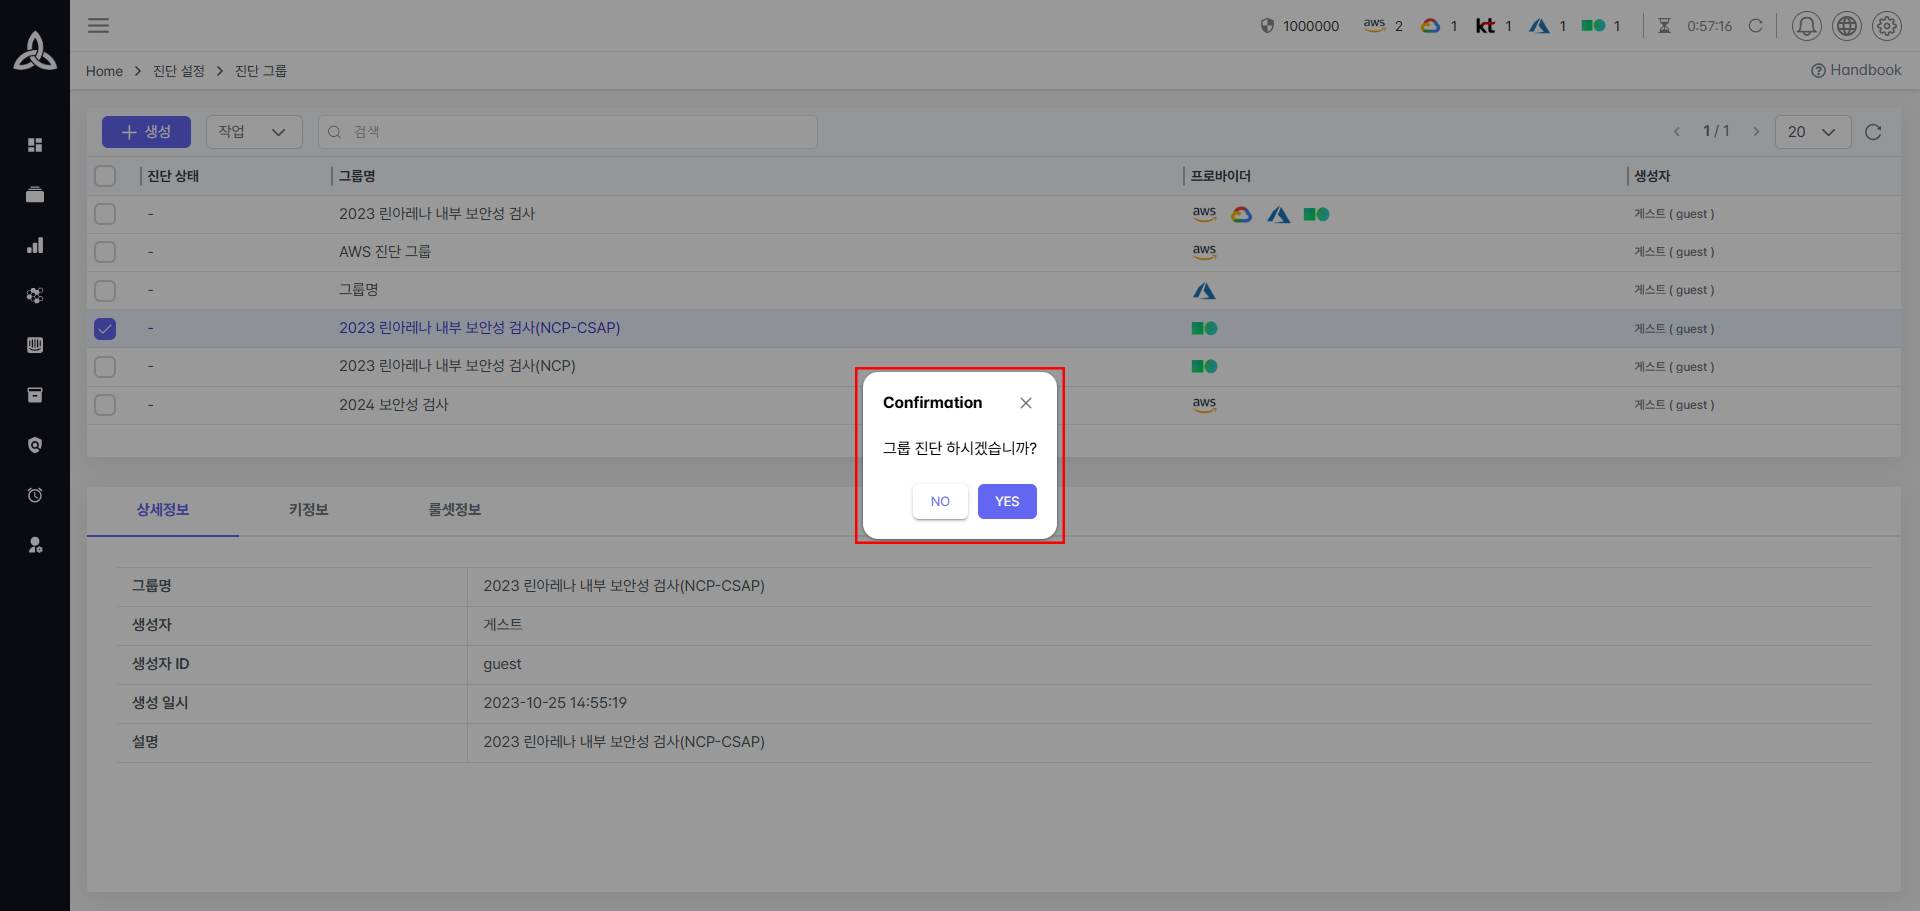 1000000 aws 2 1 kt 1 1 1 0:57:16
Home > 진단 설정 > 진단 그룹 Handbook
생성 작업 검색 1 / 1 20
진단 상태 그룹명 프로바이더 생성자
- 2023 린아레나 내부 보안성 검사 aws 게스트 ( guest )
- AWS 진단 그룹 aws 게스트 ( guest )
- 그룹명 게스트 ( guest )
- 2023 린아레나 내부 보안성 검사(NCP-CSAP) 게스트 ( guest )
- 2023 린아레나 내부 보안성 검사(NCP) 게스트 ( guest )
- 2024 보안성 검사 aws 게스트 ( guest )
Confirmation
그룹 진단 하시겠습니까?
NO YES
상세정보 키정보 룰셋정보
그룹명 2023 린아레나 내부 보안성 검사(NCP-CSAP)
생성자 게스트
생성자 ID guest
생성 일시 2023-10-25 14:55:19
설명 2023 린아레나 내부 보안성 검사(NCP-CSAP)